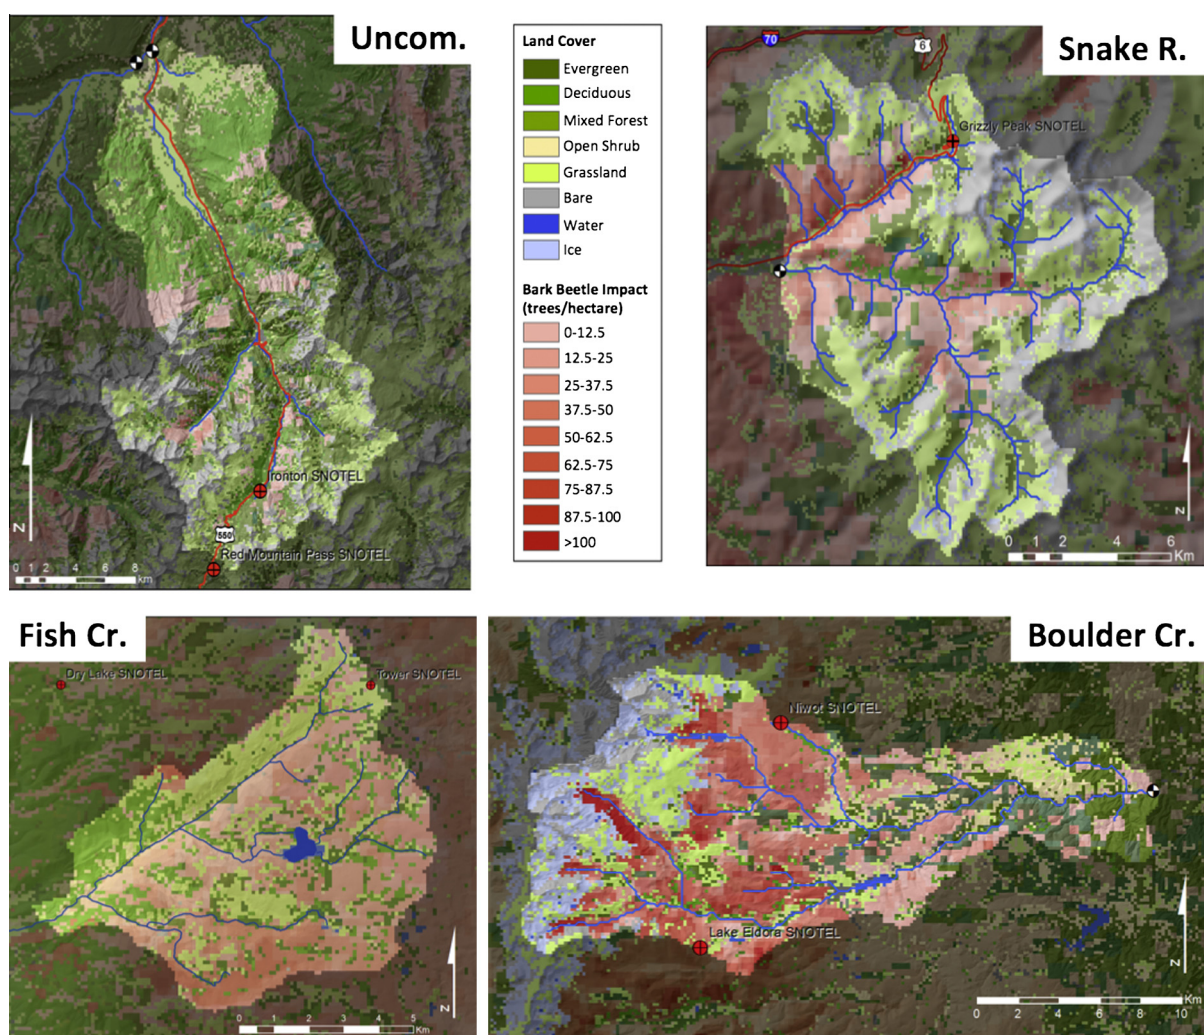 Uncom.
Ironton SNOTEL
550
Red Mountain Pass SNOTEL
N
0 1 2 4 6 8
Km
Land Cover
Evergreen
Deciduous
Mixed Forest
Open Shrub
Grassland
Bare
Water
Ice
Bark Beetle Impact
(trees/hectare)
0-12.5
12.5-25
25-37.5
37.5-50
50-62.5
62.5-75
75-87.5
87.5-100
>100
Snake R.
70
6
Grizzly Peak SNOTEL
N
0 1 2 4 6
Km
Fish Cr.
Dry Lake SNOTEL
Tower SNOTEL
N
0 1 2 3 4 5
Km
Boulder Cr.
Niwot SNOTEL
Lake Eldora SNOTEL
N
0 2 4 6 8 10
Km